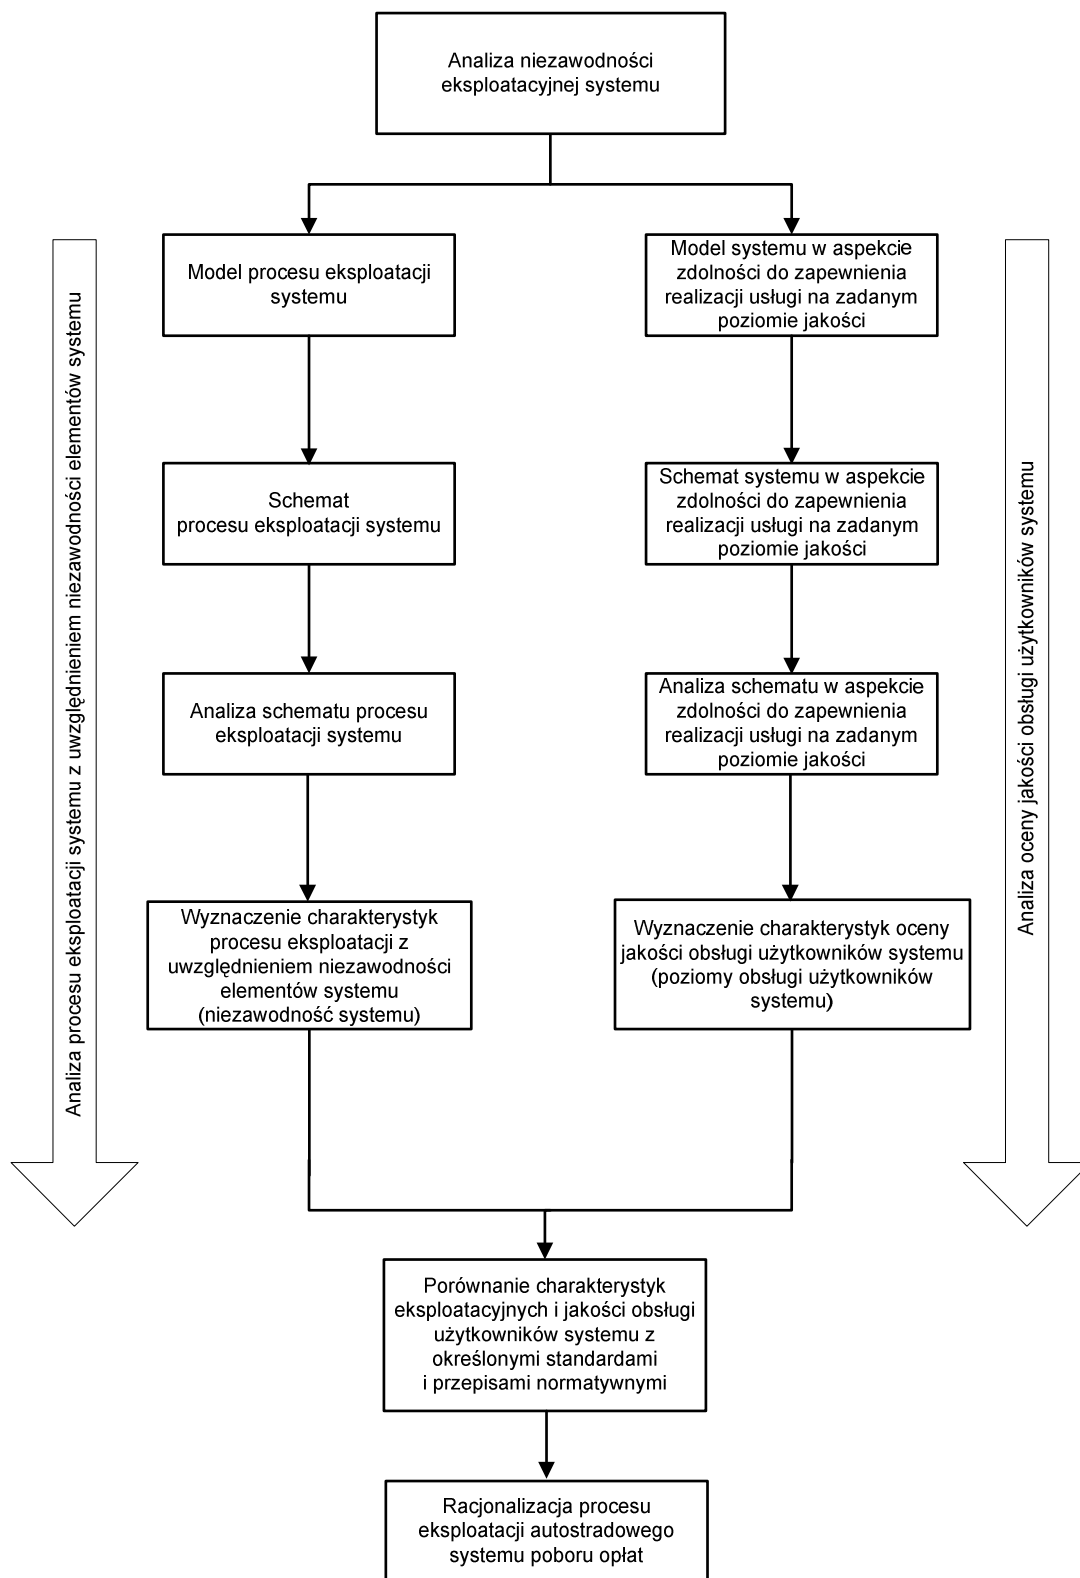 Analiza niezawodności
eksploatacyjnej systemu
Model procesu eksploatacji
systemu
Model systemu w aspekcie
zdolności do zapewnienia
realizacji usługi na zadanym
poziomie jakości
Schemat
procesu eksploatacji systemu
Schemat systemu w aspekcie
zdolności do zapewnienia
realizacji usługi na zadanym
poziomie jakości
Analiza schematu procesu
eksploatacji systemu
Analiza schematu w aspekcie
zdolności do zapewnienia
realizacji usługi na zadanym
poziomie jakości
Wyznaczenie charakterystyk
procesu eksploatacji z
uwzględnieniem niezawodności
elementów systemu
(niezawodność systemu)
Wyznaczenie charakterystyk oceny
jakości obsługi użytkowników systemu
(poziomy obsługi użytkowników
systemu)
Analiza procesu eksploatacji systemu z uwzględnieniem niezawodności elementów systemu
Analiza oceny jakości obsługi użytkowników systemu
Porównanie charakterystyk
eksploatacyjnych i jakości obsługi
użytkowników systemu z
określonymi standardami
i przepisami normatywnymi
Racjonalizacja procesu
eksploatacji autostradowego
systemu poboru opłat